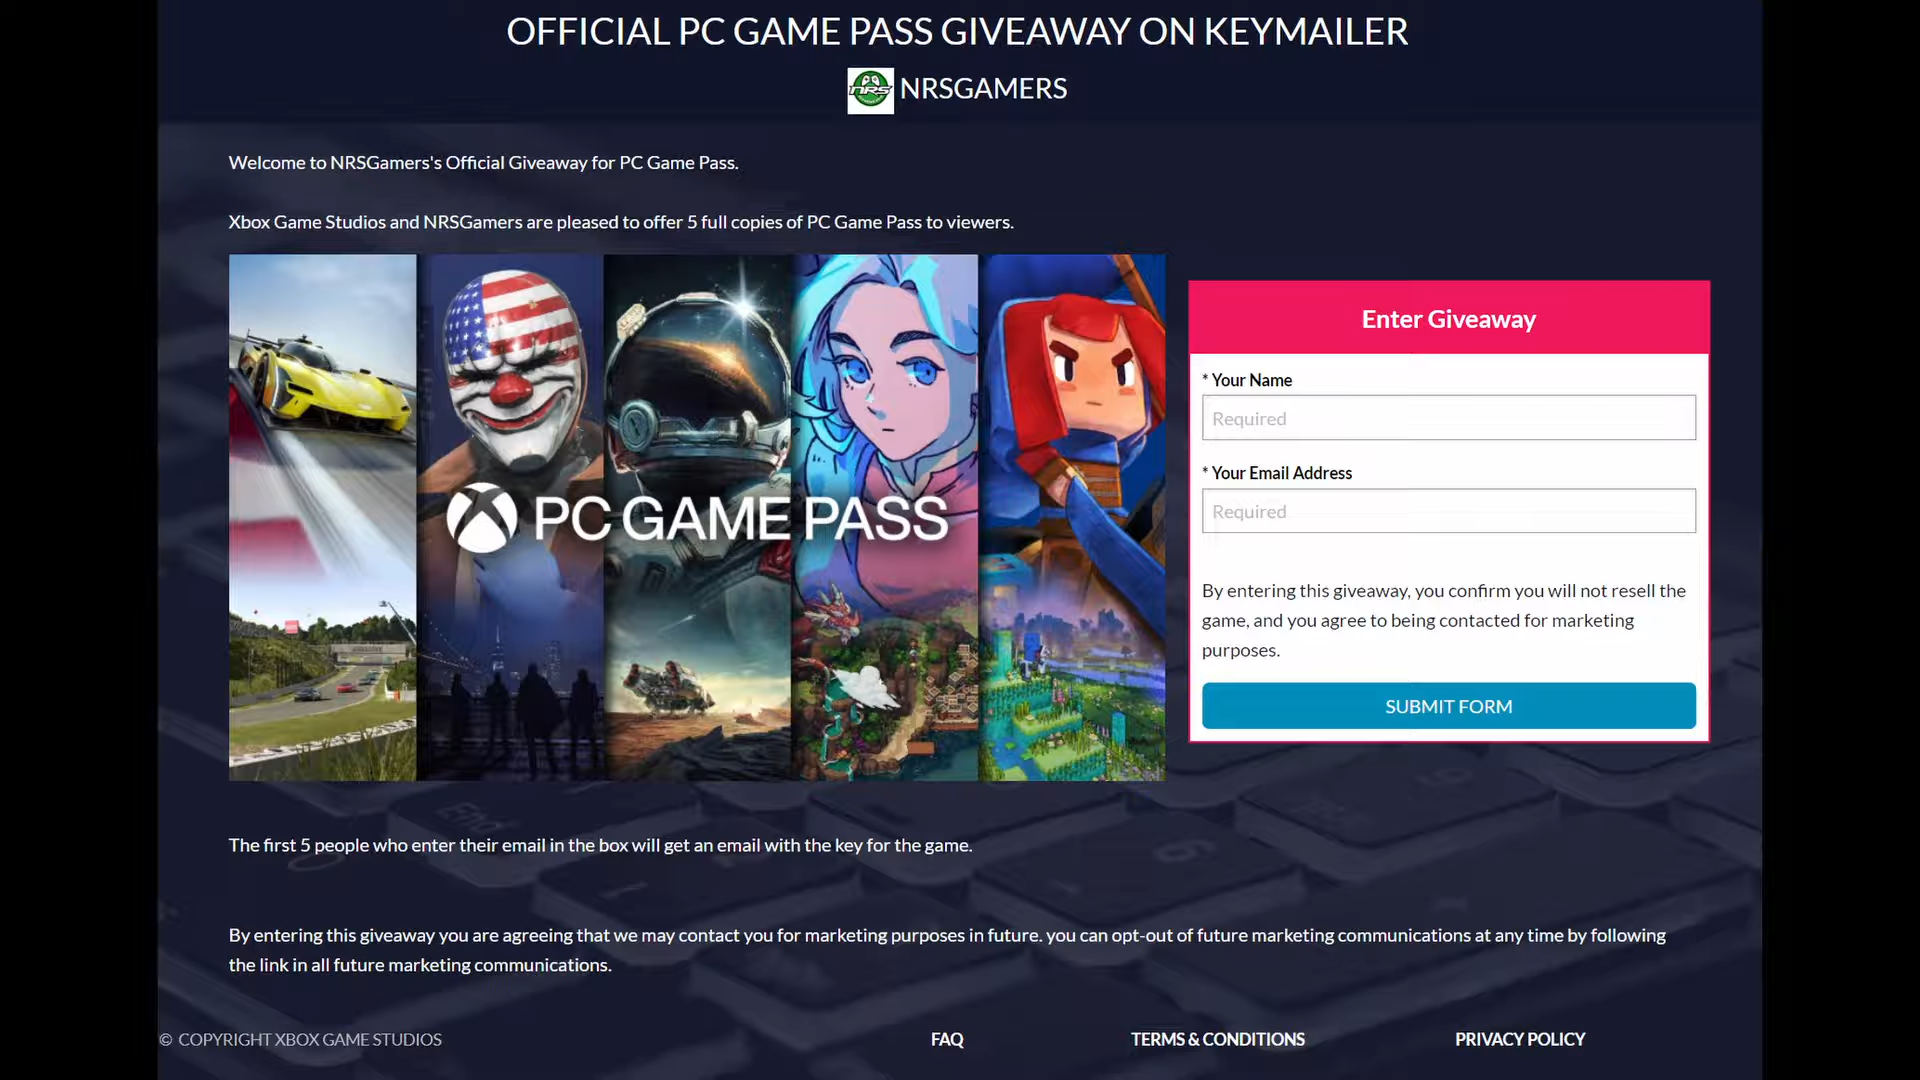 OFFICIAL PC GAME PASS GIVEAWAY ON KEYMAILER
NRS NRSGAMERS
Welcome to NRSGamers's Official Giveaway for PC Game Pass.
Xbox Game Studios and NRSGamers are pleased to offer 5 full copies of PC Game Pass to viewers.
PC GAME PASS
Enter Giveaway
* Your Name
Required
* Your Email Address
Required
By entering this giveaway, you confirm you will not resell the
game, and you agree to being contacted for marketing
purposes.
SUBMIT FORM
The first 5 people who enter their email in the box will get an email with the key for the game.
By entering this giveaway you are agreeing that we may contact you for marketing purposes in future. you can opt-out of future marketing communications at any time by following
the link in all future marketing communications.
© COPYRIGHT XBOX GAME STUDIOS
FAQ
TERMS & CONDITIONS
PRIVACY POLICY